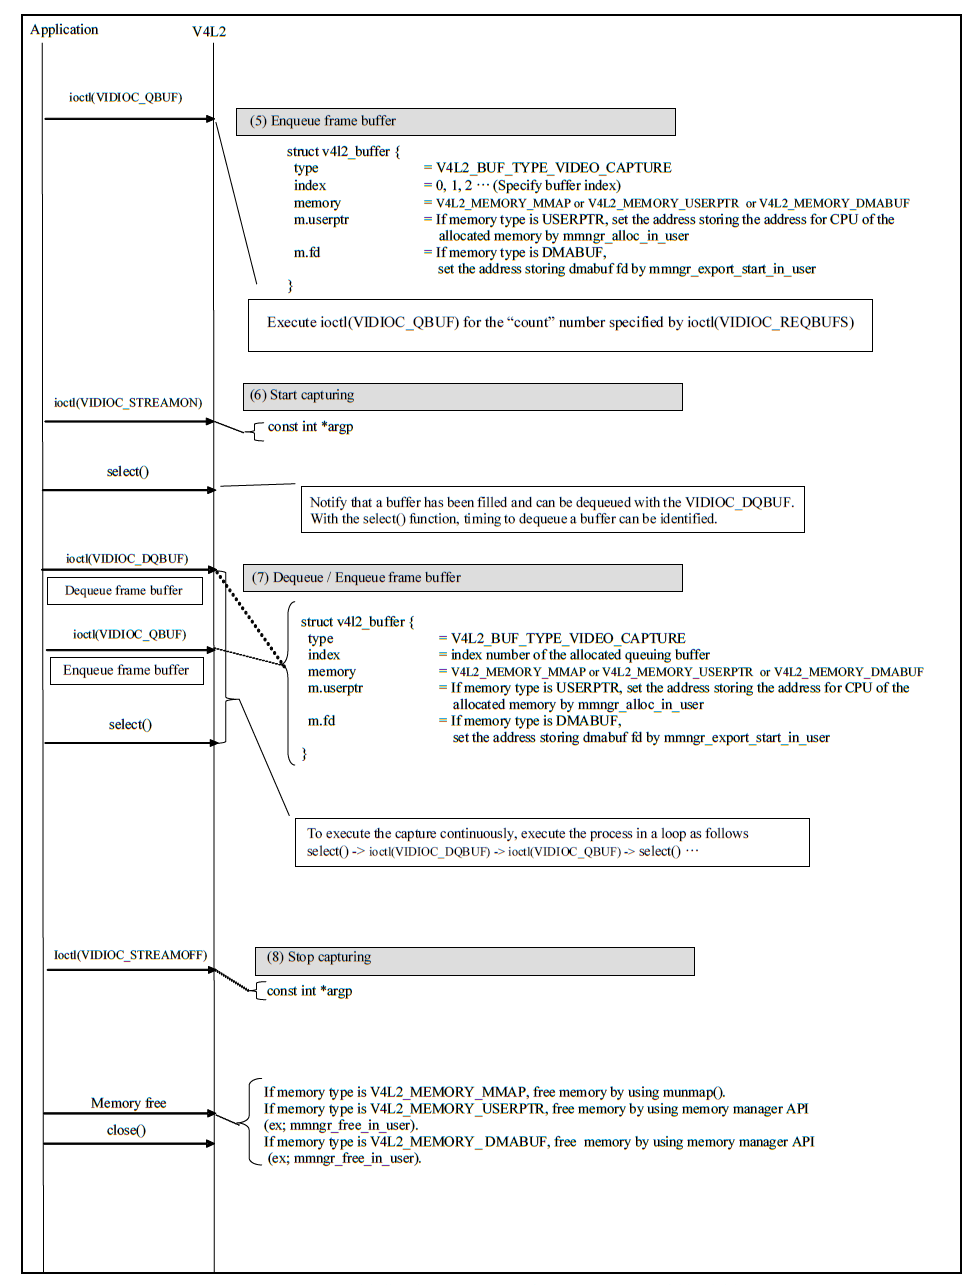 Application
V4L2
ioctl(VIDIOC_QBUF)
(5) Enqueue frame buffer
struct v4l2_buffer {
type = V4L2_BUF_TYPE_VIDEO_CAPTURE
index = 0, 1, 2 ··· (Specify buffer index)
memory = V4L2_MEMORY_MMAP or V4L2_MEMORY_USERPTR or V4L2_MEMORY_DMABUF
m.userptr = If memory type is USERPTR, set the address storing the address for CPU of the
allocated memory by mmngr_alloc_in_user
m.fd = If memory type is DMABUF,
set the address storing dmabuf fd by mmngr_export_start_in_user
}
Execute ioctl(VIDIOC_QBUF) for the “count” number specified by ioctl(VIDIOC_REQBUFS)
ioctl(VIDIOC_STREAMON)
(6) Start capturing
const int *argp
select()
Notify that a buffer has been filled and can be dequeued with the VIDIOC_DQBUF.
With the select() function, timing to dequeue a buffer can be identified.
ioctl(VIDIOC_DQBUF)
Dequeue frame buffer
(7) Dequeue / Enqueue frame buffer
ioctl(VIDIOC_QBUF)
Enqueue frame buffer
select()
struct v4l2_buffer {
type = V4L2_BUF_TYPE_VIDEO_CAPTURE
index = index number of the allocated queuing buffer
memory = V4L2_MEMORY_MMAP or V4L2_MEMORY_USERPTR or V4L2_MEMORY_DMABUF
m.userptr = If memory type is USERPTR, set the address storing the address for CPU of the
allocated memory by mmngr_alloc_in_user
m.fd = If memory type is DMABUF,
set the address storing dmabuf fd by mmngr_export_start_in_user
}
To execute the capture continuously, execute the process in a loop as follows
select() -> ioctl(VIDIOC_DQBUF) -> ioctl(VIDIOC_QBUF) -> select() ···
Ioctl(VIDIOC_STREAMOFF)
(8) Stop capturing
const int *argp
Memory free
close()
If memory type is V4L2_MEMORY_MMAP, free memory by using munmap().
If memory type is V4L2_MEMORY_USERPTR, free memory by using memory manager API
(ex; mmngr_free_in_user).
If memory type is V4L2_MEMORY_ DMABUF, free memory by using memory manager API
(ex; mmngr_free_in_user).